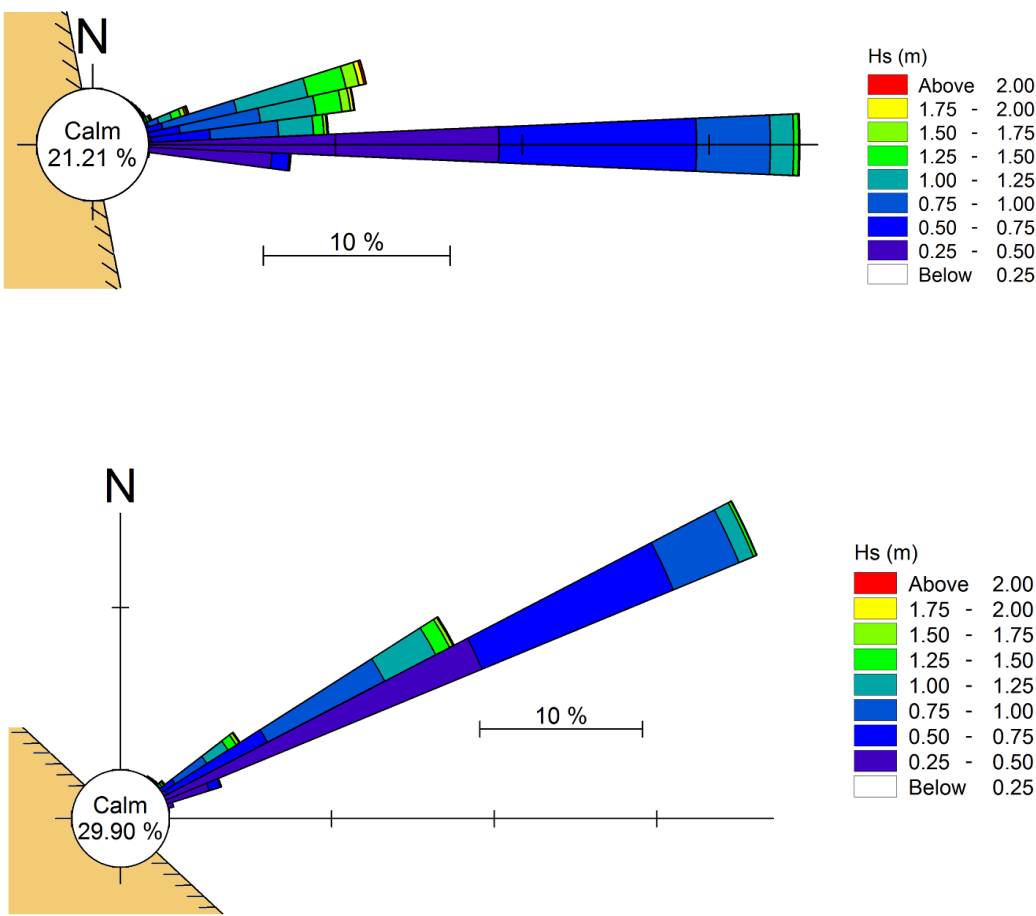 N
Calm
21.21 %
10 %
Hs (m)
Above 2.00
1.75 - 2.00
1.50 - 1.75
1.25 - 1.50
1.00 - 1.25
0.75 - 1.00
0.50 - 0.75
0.25 - 0.50
Below 0.25
N
Calm
29.90 %
10 %
Hs (m)
Above 2.00
1.75 - 2.00
1.50 - 1.75
1.25 - 1.50
1.00 - 1.25
0.75 - 1.00
0.50 - 0.75
0.25 - 0.50
Below 0.25